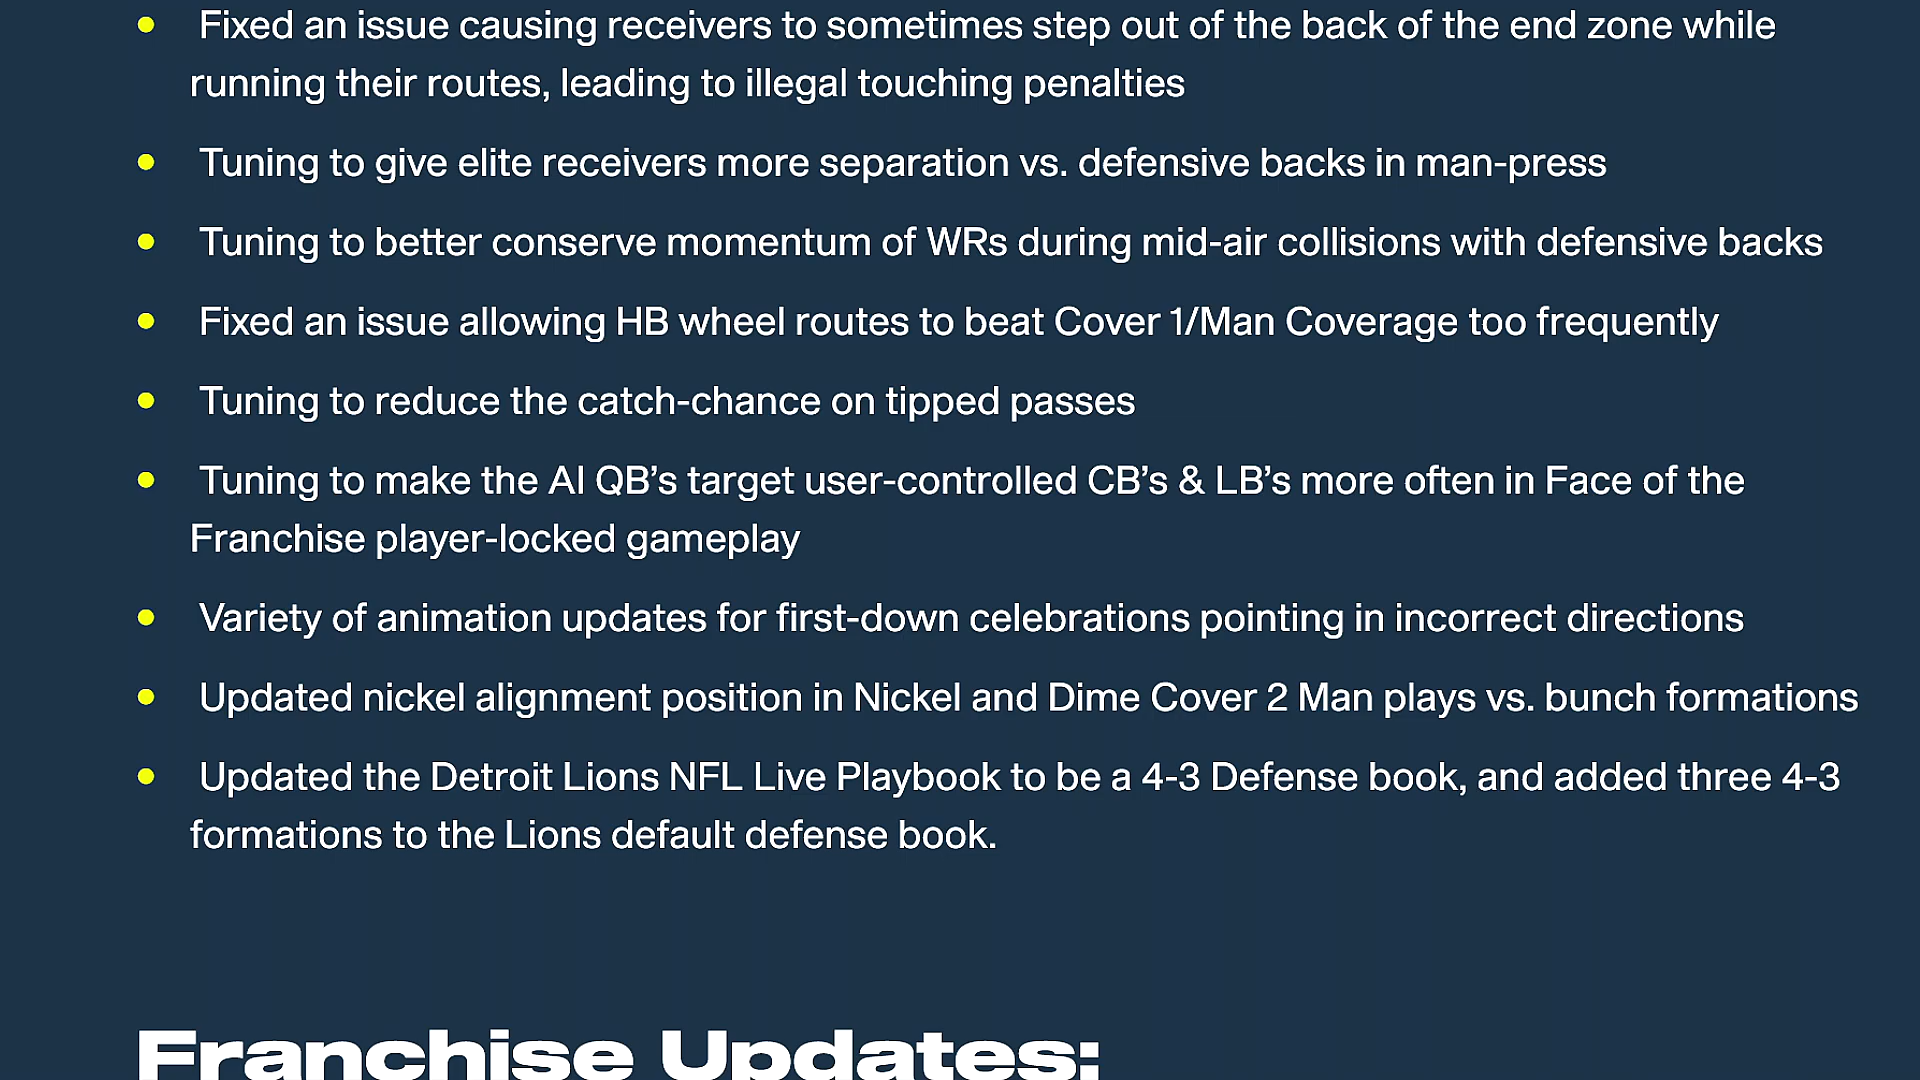 Fixed an issue causing receivers to sometimes step out of the back of the end zone while
running their routes, leading to illegal touching penalties
Tuning to give elite receivers more separation vs. defensive backs in man-press
Tuning to better conserve momentum of WRs during mid-air collisions with defensive backs
Fixed an issue allowing HB wheel routes to beat Cover 1/Man Coverage too frequently
Tuning to reduce the catch-chance on tipped passes
Tuning to make the AI QB’s target user-controlled CB’s & LB’s more often in Face of the
Franchise player-locked gameplay
Variety of animation updates for first-down celebrations pointing in incorrect directions
Updated nickel alignment position in Nickel and Dime Cover 2 Man plays vs. bunch formations
Updated the Detroit Lions NFL Live Playbook to be a 4-3 Defense book, and added three 4-3
formations to the Lions default defense book.
Franchise Updates: